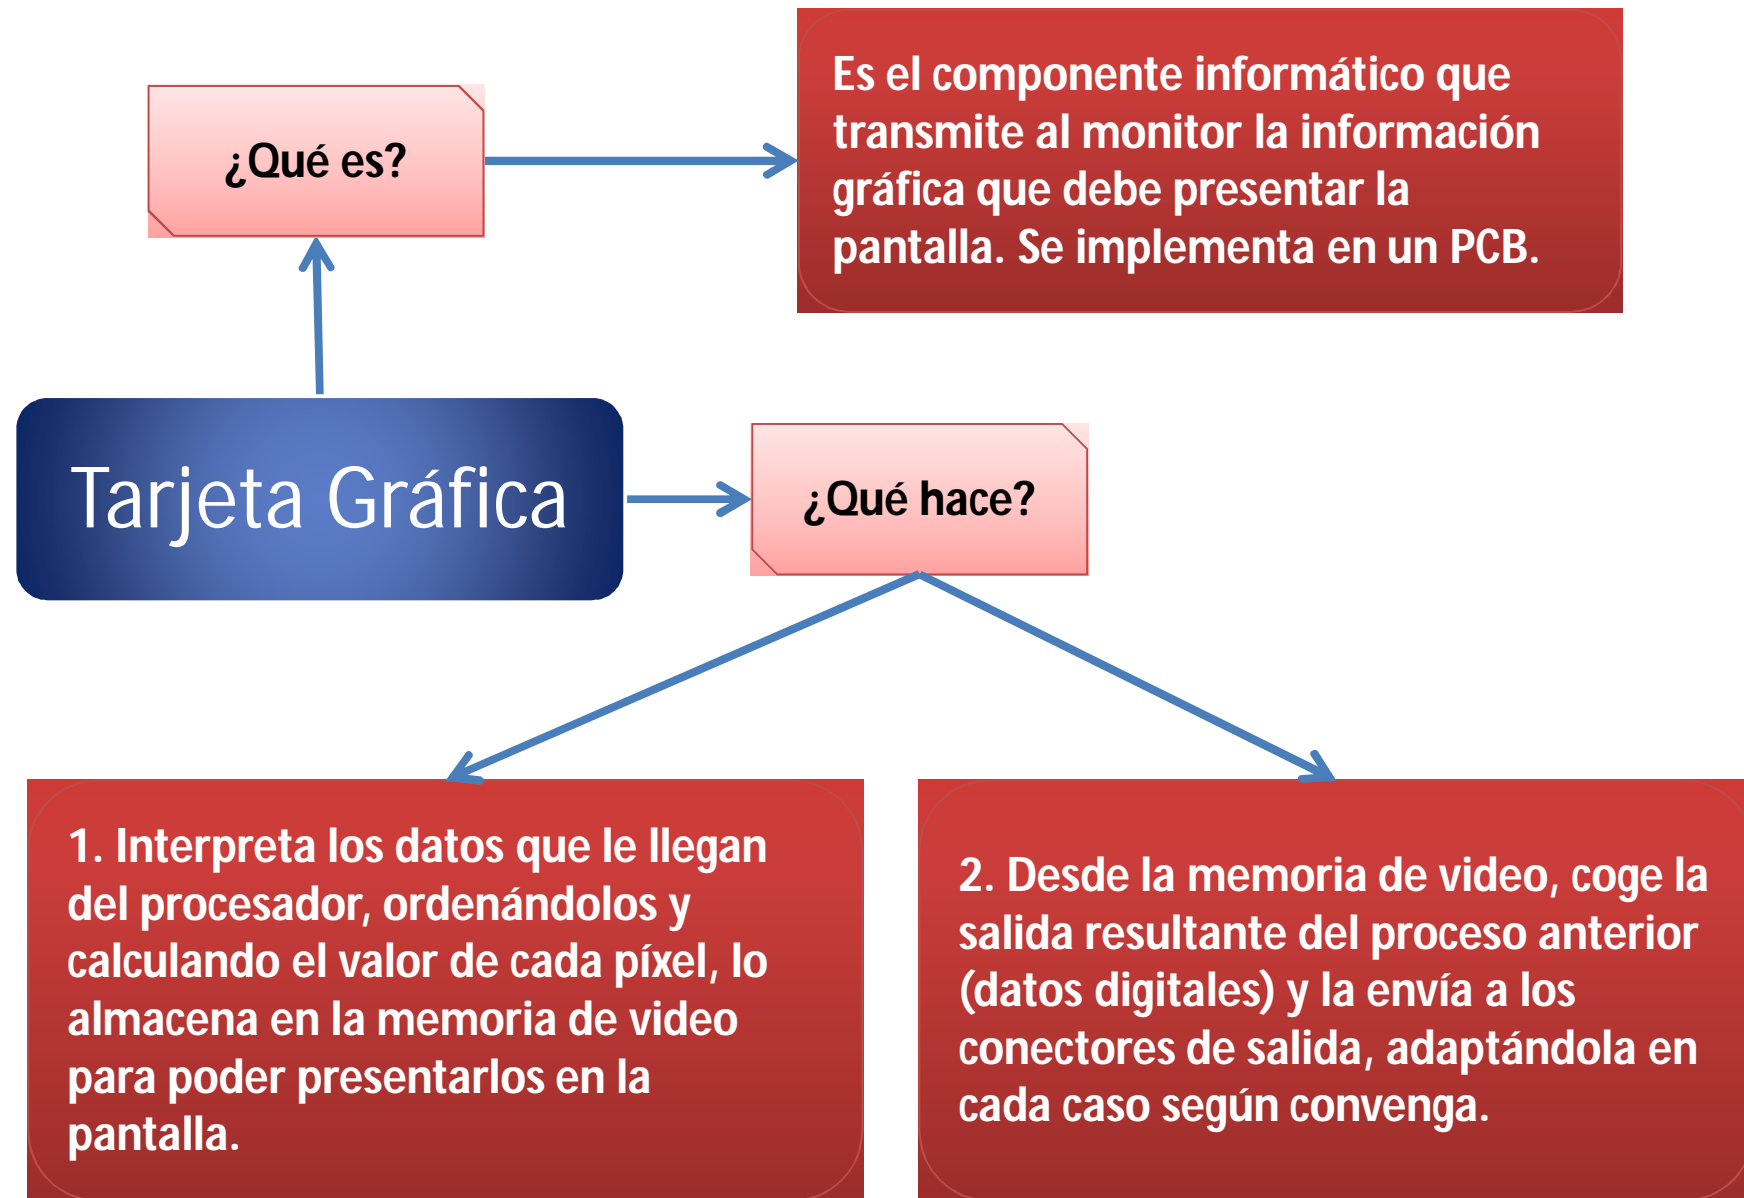 ¿Qué es?
Es el componente informático que
transmite al monitor la información
gráfica que debe presentar la
pantalla. Se implementa en un PCB.
Tarjeta Gráfica
¿Qué hace?
1. Interpreta los datos que le llegan
del procesador, ordenándolos y
calculando el valor de cada píxel, lo
almacena en la memoria de video
para poder presentarlos en la
pantalla.
2. Desde la memoria de video, coge la
salida resultante del proceso anterior
(datos digitales) y la envía a los
conectores de salida, adaptándola en
cada caso según convenga.